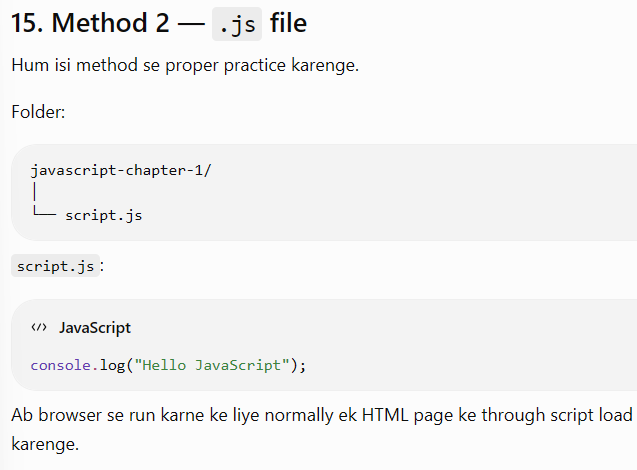 15. Method 2 — .js file
Hum isi method se proper practice karenge.
Folder:
javascript-chapter-1/
│
└── script.js
script.js:
</> JavaScript
console.log("Hello JavaScript");
Ab browser se run karne ke liye normally ek HTML page ke through script load
karenge.